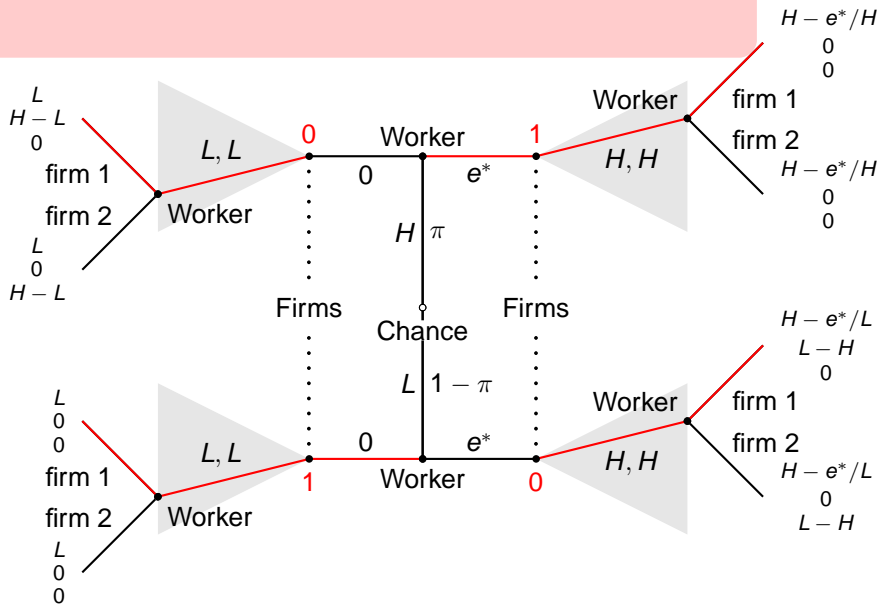 H − e*/H
0
0
L
H − L
0
firm 1
firm 2
L
0
H − L
L, L
Worker
0
Worker
1
0
e*
Worker
H, H
firm 1
firm 2
H − e*/H
0
0
H π
Firms
Chance
Firms
L 1 − π
L
0
0
firm 1
firm 2
L
0
0
L, L
Worker
1
0
Worker
e*
0
Worker
H, H
H − e*/L
L − H
0
firm 1
firm 2
H − e*/L
0
L − H